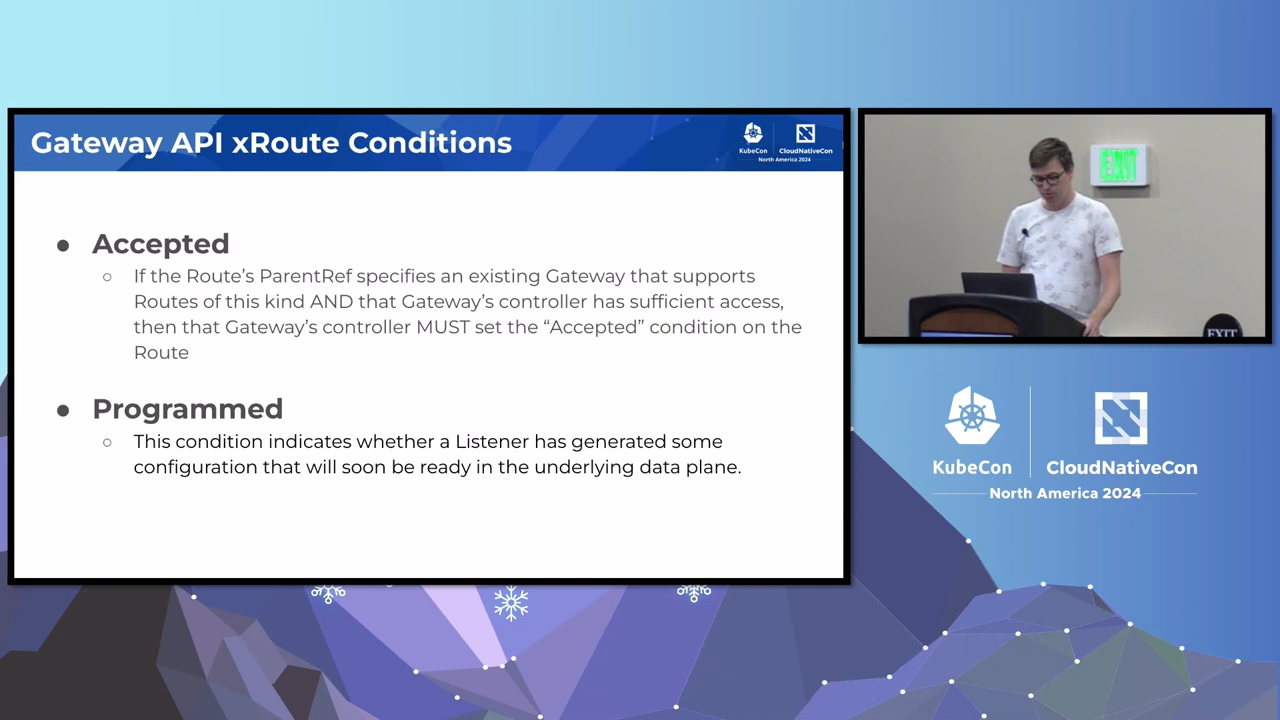 Gateway API xRoute Conditions
KubeCon
CloudNativeCon
North America 2024
● Accepted
○ If the Route's ParentRef specifies an existing Gateway that supports
Routes of this kind AND that Gateway's controller has sufficient access,
then that Gateway's controller MUST set the “Accepted” condition on the
Route
● Programmed
○ This condition indicates whether a Listener has generated some
configuration that will soon be ready in the underlying data plane.
EXIT
EXIT
KubeCon
CloudNativeCon
North America 2024